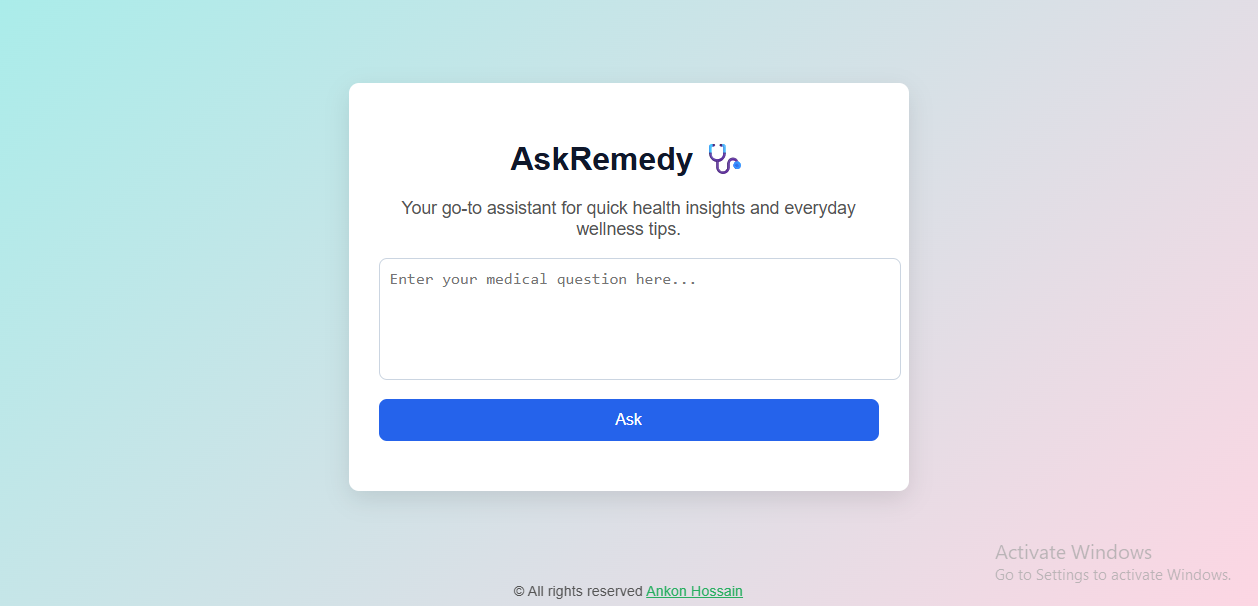 AskRemedy
Your go-to assistant for quick health insights and everyday
wellness tips.
Enter your medical question here...
Ask
Activate Windows
Go to Settings to activate Windows.
© All rights reserved Ankon Hossain